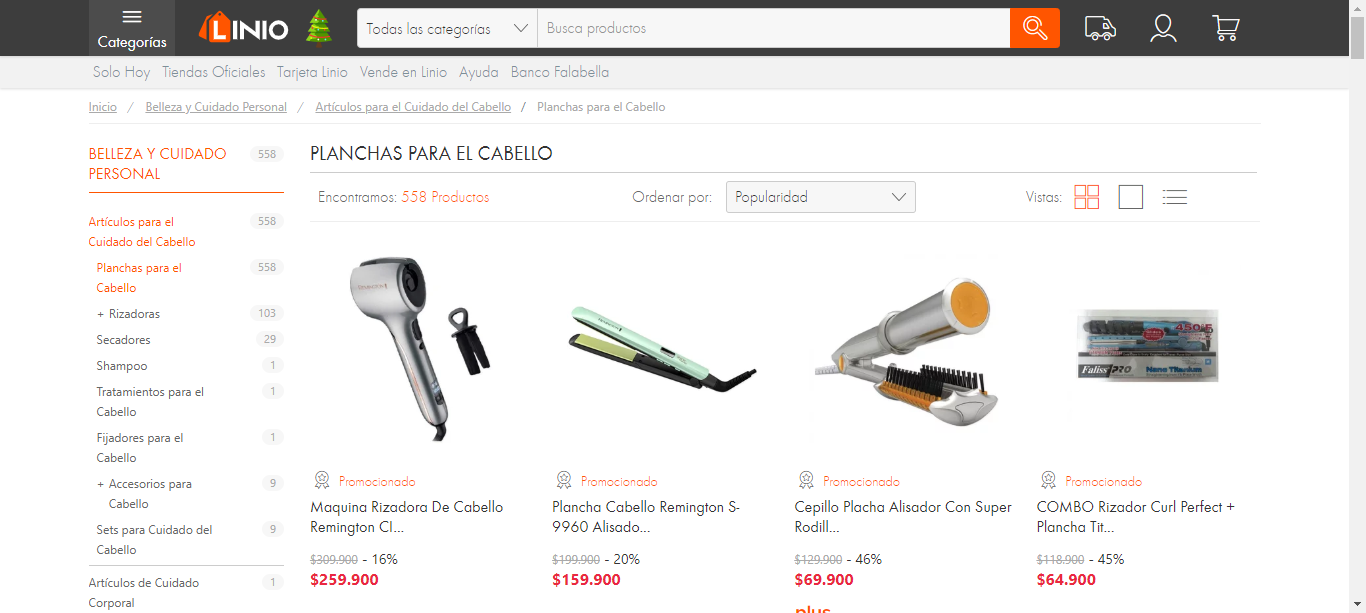 Categorías
LINIO
Todas las categorías
Busca productos
Solo Hoy Tiendas Oficiales Tarjeta Linio Vende en Linio Ayuda Banco Falabella
Inicio / Belleza y Cuidado Personal / Artículos para el Cuidado del Cabello / Planchas para el Cabello
BELLEZA Y CUIDADO PERSONAL 558
Artículos para el Cuidado del Cabello 558
Planchas para el Cabello 558
+ Rizadoras 103
Secadores 29
Shampoo 1
Tratamientos para el Cabello 1
Fijadores para el Cabello 1
+ Accesorios para Cabello 9
Sets para Cuidado del Cabello 9
Artículos de Cuidado Corporal 1
PLANCHAS PARA EL CABELLO
Encontramos: 558 Productos
Ordenar por: Popularidad
Vistas:
Promocionado
Maquina Rizadora De Cabello
Remington CI...
$309.900 - 16%
$259.900
Promocionado
Plancha Cabello Remington S-
9960 Alisado...
$199.900 - 20%
$159.900
Promocionado
Cepillo Placha Alisador Con Super
Rodill...
$129.900 - 46%
$69.900
plus
450°F
Faliss PRO
Nano Titanium
Promocionado
COMBO Rizador Curl Perfect +
Plancha Tit...
$118.900 - 45%
$64.900